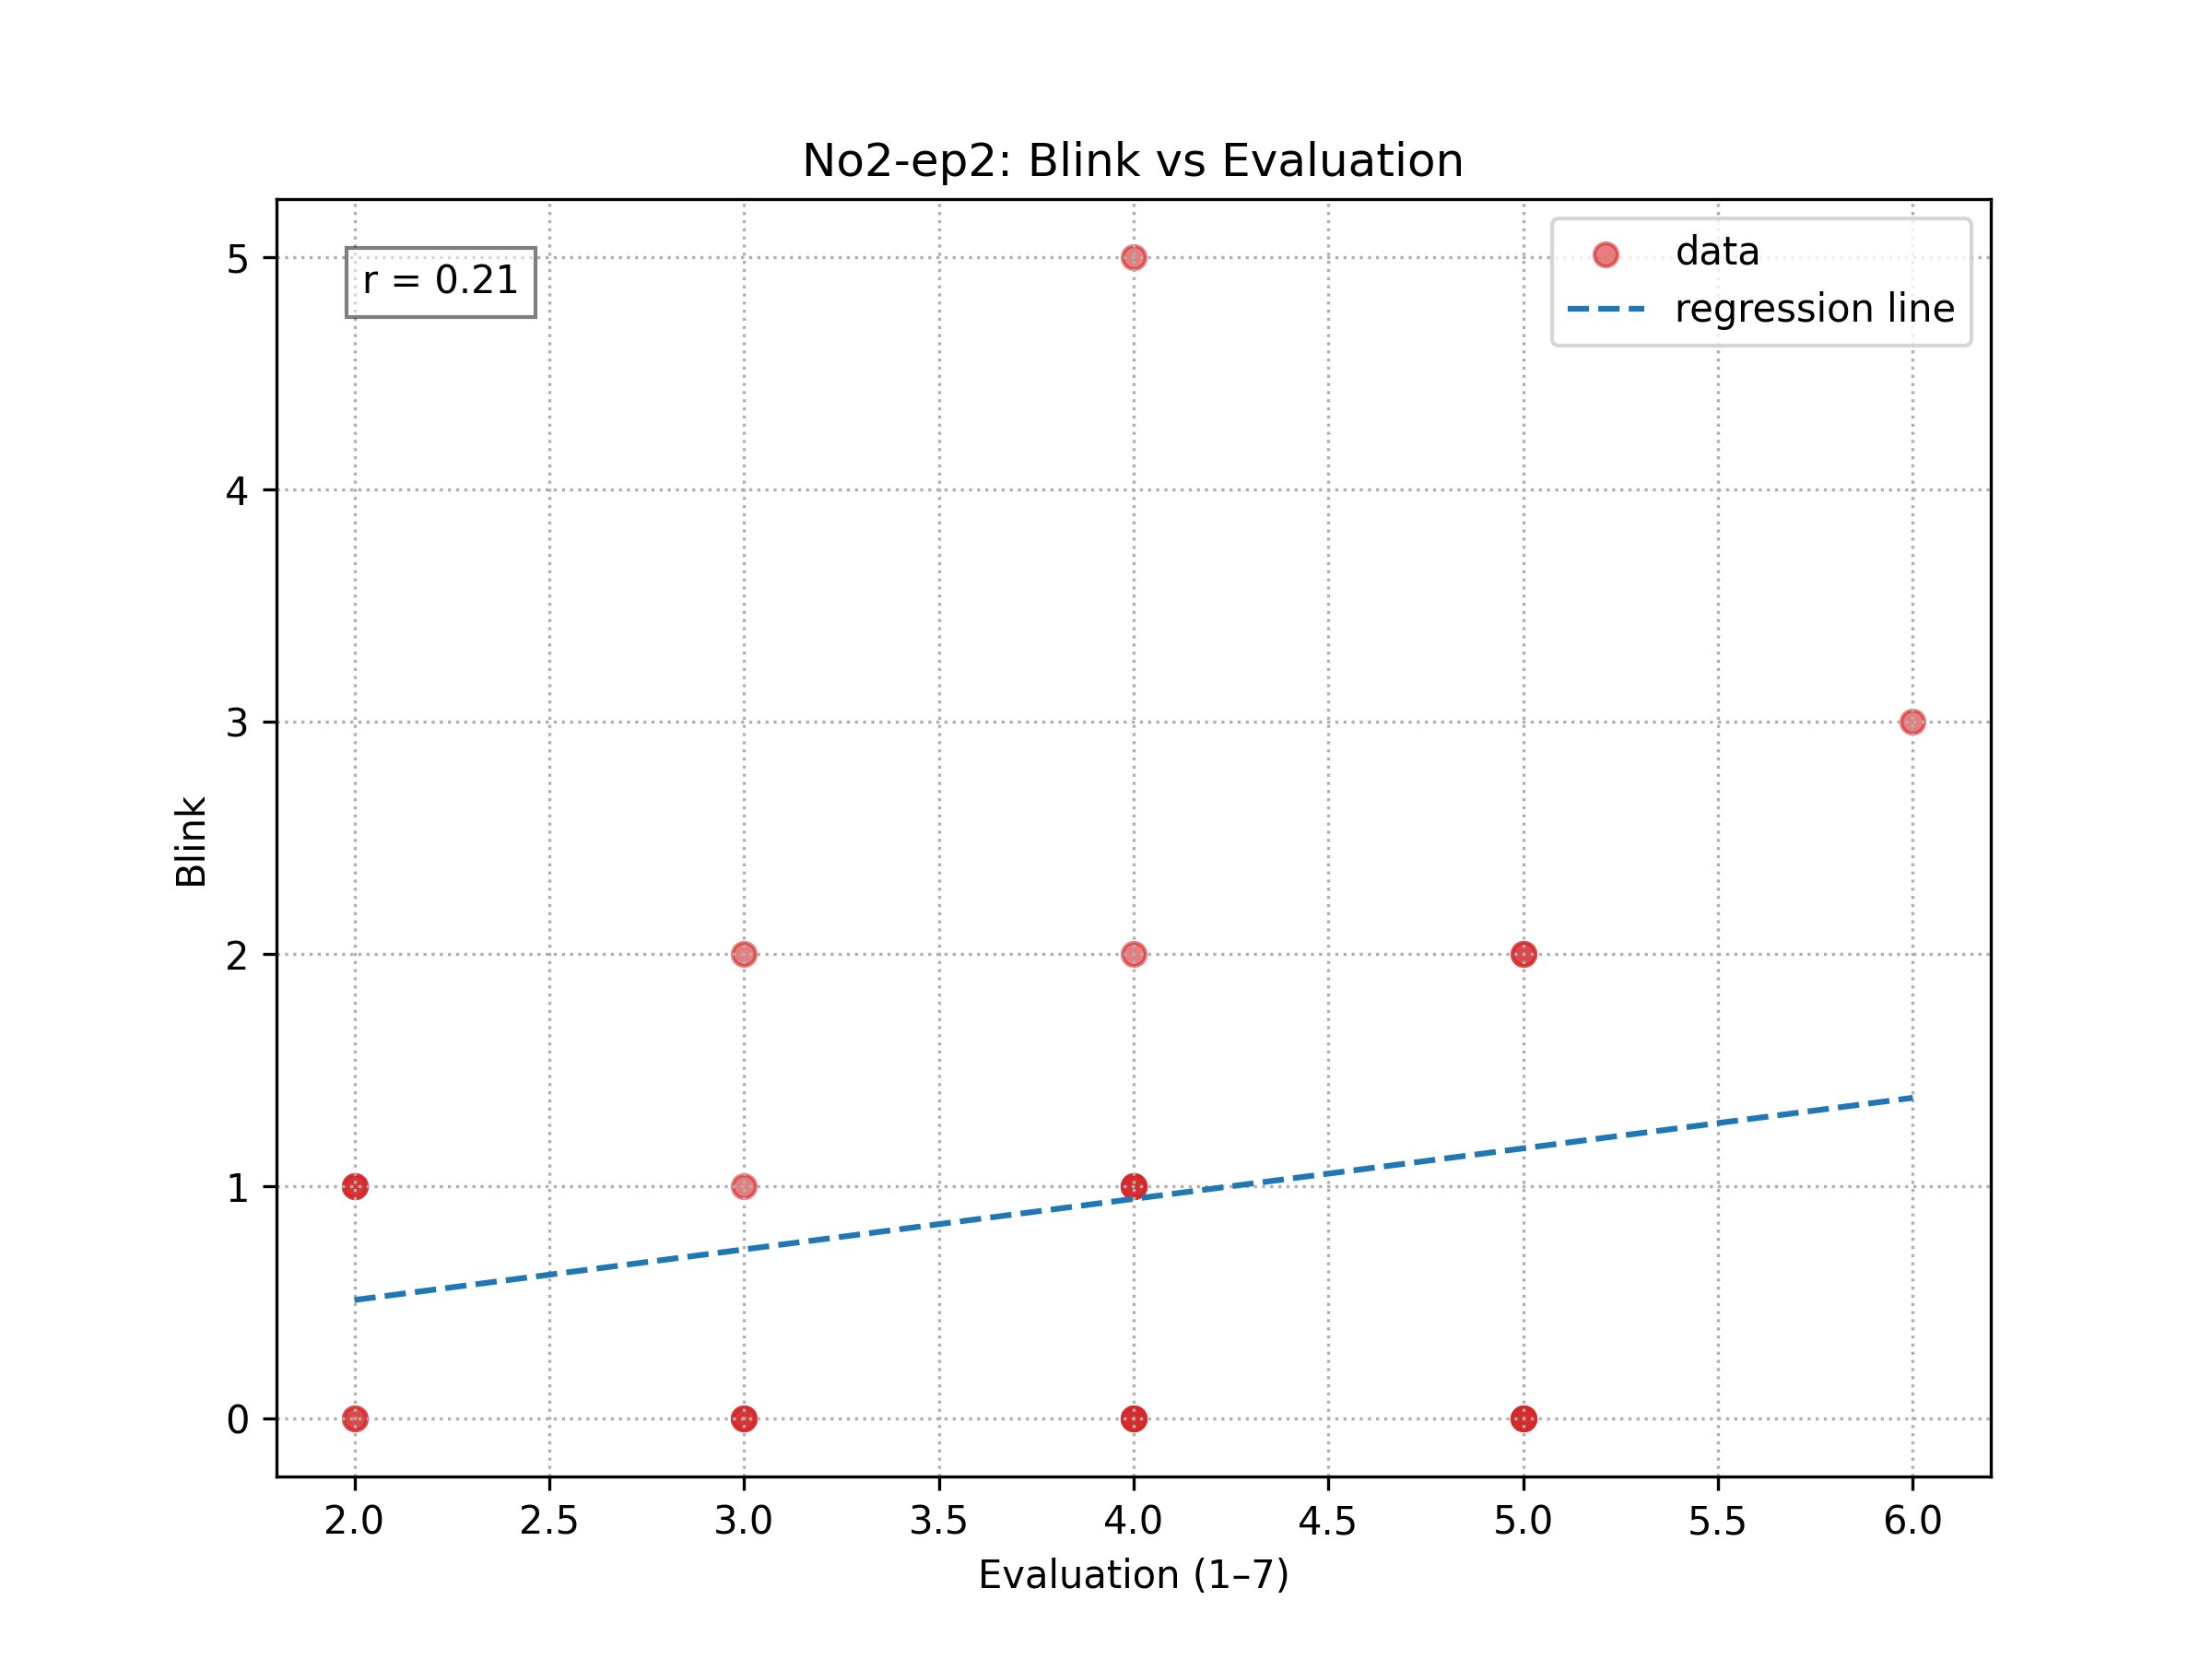 No2-ep2: Blink vs Evaluation
r = 0.21
data
regression line
5
4
3
2
1
0
Blink
2.0 2.5 3.0 3.5 4.0 4.5 5.0 5.5 6.0
Evaluation (1–7)